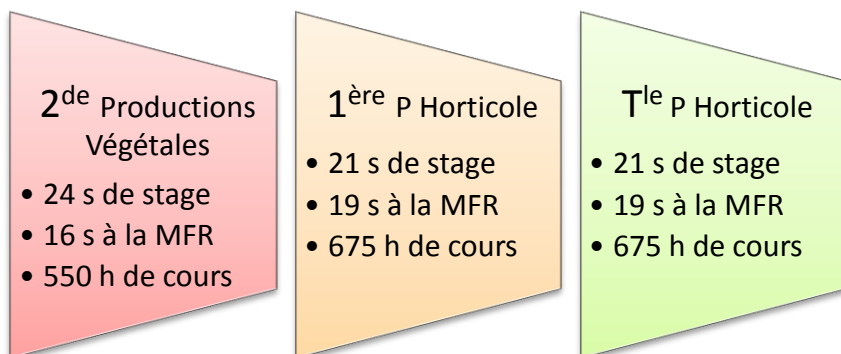 2de Productions
Végétales
• 24 s de stage
• 16 s à la MFR
• 550 h de cours
1ère P Horticole
• 21 s de stage
• 19 s à la MFR
• 675 h de cours
Tle P Horticole
• 21 s de stage
• 19 s à la MFR
• 675 h de cours